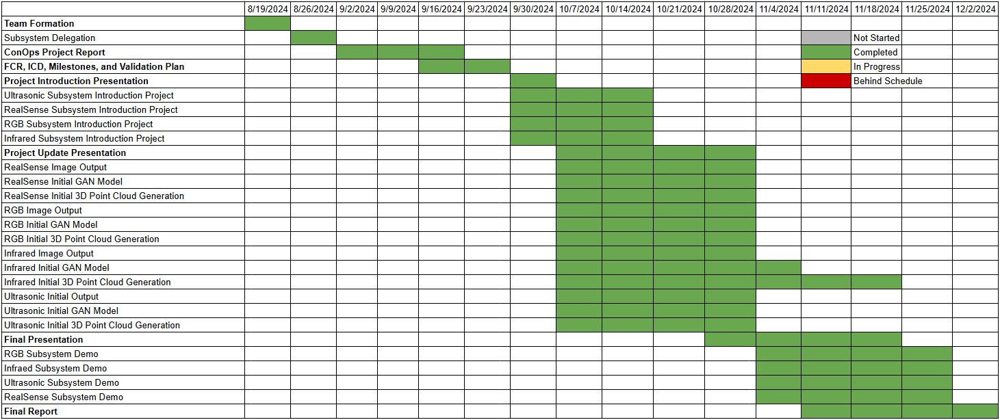 8/19/2024 8/26/2024 9/2/2024 9/9/2024 9/16/2024 9/23/2024 9/30/2024 10/7/2024 10/14/2024 10/21/2024 10/28/2024 11/4/2024 11/11/2024 11/18/2024 11/25/2024 12/2/2024
Team Formation
Subsystem Delegation Not Started
ConOps Project Report Completed
FCR, ICD, Milestones, and Validation Plan In Progress
Project Introduction Presentation Behind Schedule
Ultrasonic Subsystem Introduction Project
RealSense Subsystem Introduction Project
RGB Subsystem Introduction Project
Infrared Subsystem Introduction Project
Project Update Presentation
RealSense Image Output
RealSense Initial GAN Model
RealSense Initial 3D Point Cloud Generation
RGB Image Output
RGB Initial GAN Model
RGB Initial 3D Point Cloud Generation
Infrared Image Output
Infrared Initial GAN Model
Infrared Initial 3D Point Cloud Generation
Ultrasonic Initial Output
Ultrasonic Initial GAN Model
Ultrasonic Initial 3D Point Cloud Generation
Final Presentation
RGB Subsystem Demo
Infraed Subsystem Demo
Ultrasonic Subsystem Demo
RealSense Subsystem Demo
Final Report